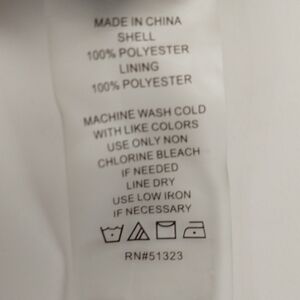 MADE IN CHINA
SHELL
100% POLYESTER
LINING
100% POLYESTER
MACHINE WASH COLD
WITH LIKE COLORS
USE ONLY NON
CHLORINE BLEACH
IF NEEDED
LINE DRY
USE LOW IRON
IF NECESSARY
RN#51323